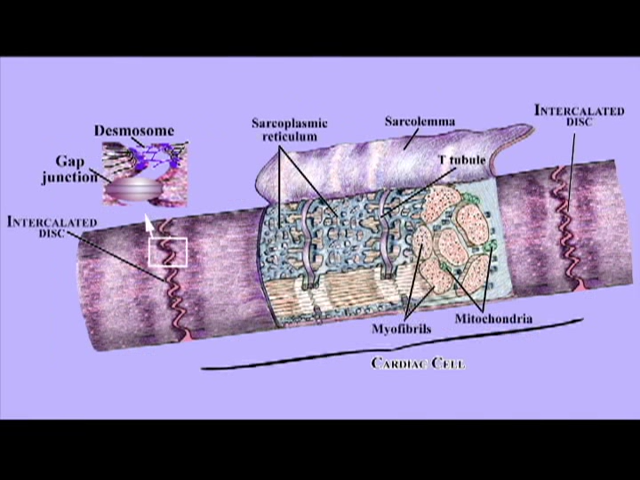 INTERCALATED
DISC
Desmosome
Sarcoplasmic
reticulum
Sarcolemma
Gap
junction
T tubule
INTERCALATED
DISC
Myofibrils
Mitochondria
CARDIAC CELL